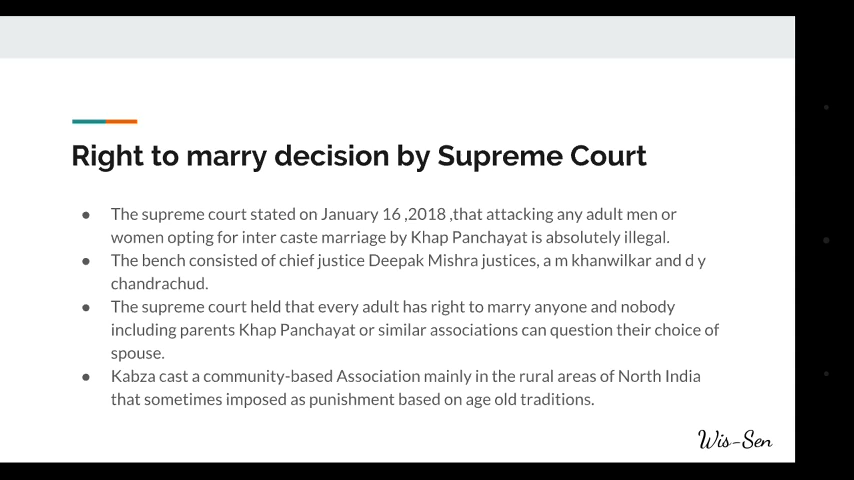 Right to marry decision by Supreme Court
● The supreme court stated on January 16 ,2018 ,that attacking any adult men or
women opting for inter caste marriage by Khap Panchayat is absolutely illegal.
● The bench consisted of chief justice Deepak Mishra justices, a m khanwilkar and d y
chandrachud.
● The supreme court held that every adult has right to marry anyone and nobody
including parents Khap Panchayat or similar associations can question their choice of
spouse.
● Kabza cast a community-based Association mainly in the rural areas of North India
that sometimes imposed as punishment based on age old traditions.
Wis-Sen